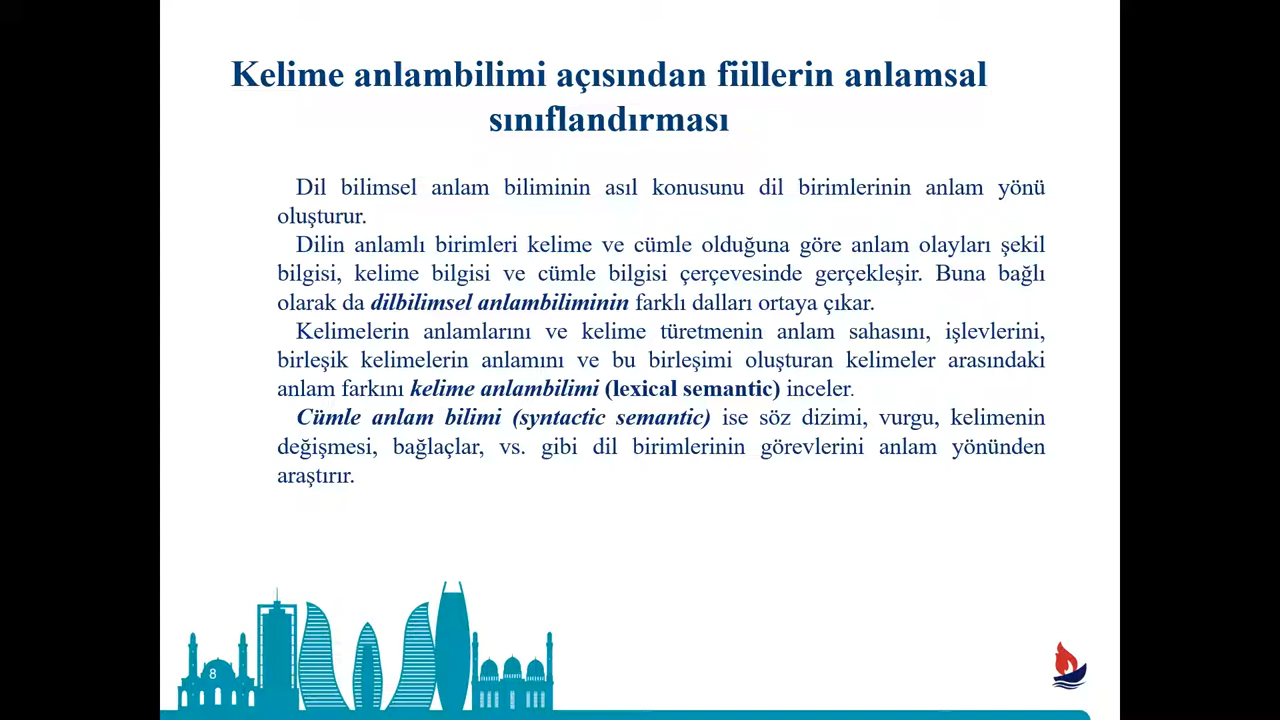 Kelime anlambilimi açısından fiillerin anlamsal
sınıflandırması
Dil bilimsel anlam biliminin asıl konusunu dil birimlerinin anlam yönü
oluşturur.
Dilin anlamlı birimleri kelime ve cümle olduğuna göre anlam olayları şekil
bilgisi, kelime bilgisi ve cümle bilgisi çerçevesinde gerçekleşir. Buna bağlı
olarak da dilbilimsel anlambiliminin farklı dalları ortaya çıkar.
Kelimelerin anlamlarını ve kelime türetmenin anlam sahasını, işlevlerini,
birleşik kelimelerin anlamını ve bu birleşimi oluşturan kelimeler arasındaki
anlam farkını kelime anlambilimi (lexical semantic) inceler.
Cümle anlam bilimi (syntactic semantic) ise söz dizimi, vurgu, kelimenin
değişmesi, bağlaçlar, vs. gibi dil birimlerinin görevlerini anlam yönünden
araştırır.
8